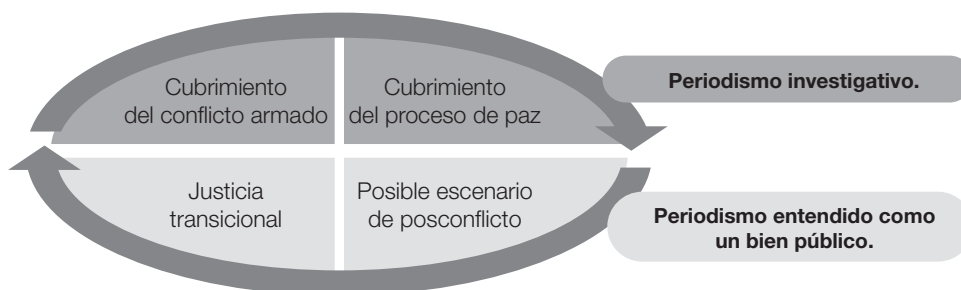 Cubrimiento
del conflicto armado
Cubrimiento
del proceso de paz
Periodismo investigativo.
Justicia
transicional
Posible escenario
de posconflicto
Periodismo entendido como
un bien público.